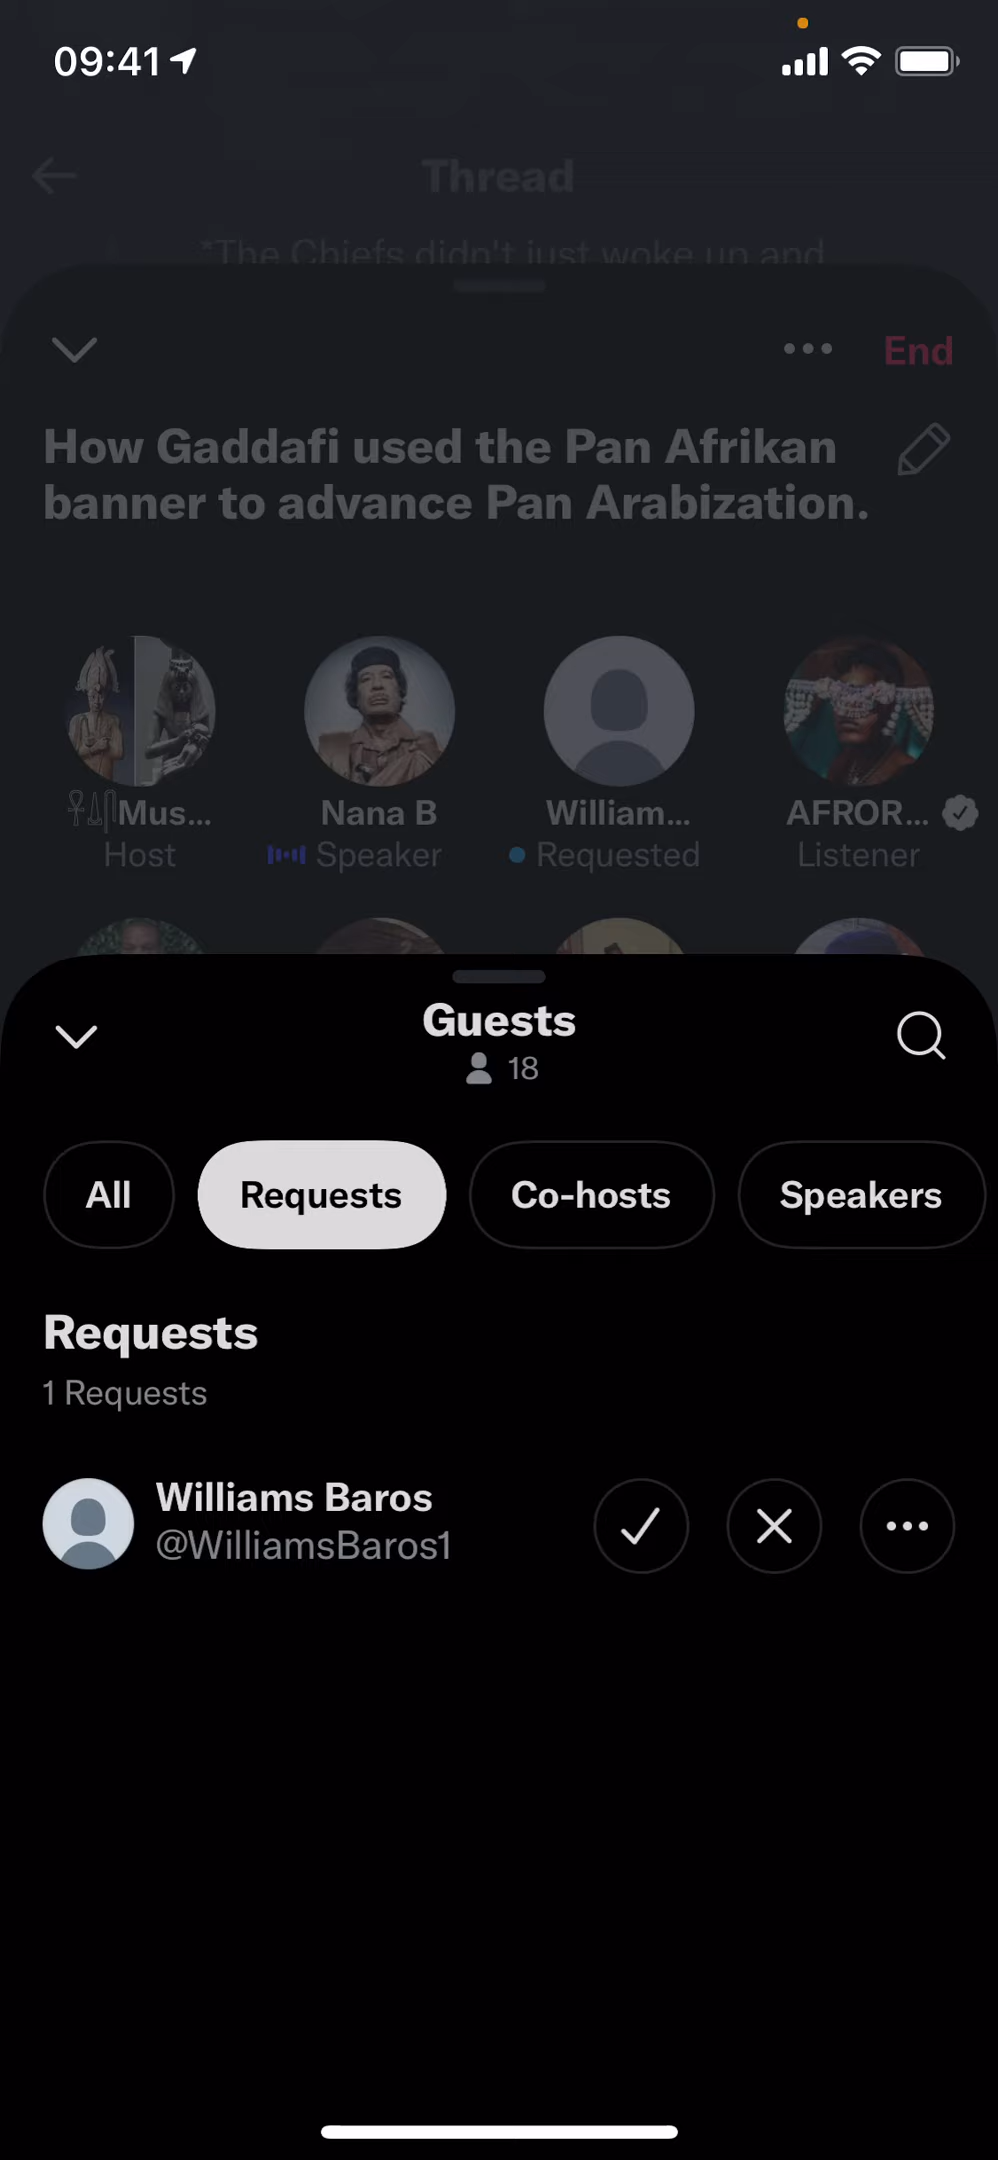 09:41
Thread
*The Chiefs didn't just woke up and
End
How Gaddafi used the Pan Afrikan
banner to advance Pan Arabization.
𓋹𓍑𓋴Mus... Nana B William... AFROR...
Host Speaker Requested Listener
Guests
18
All Requests Co-hosts Speakers
Requests
1 Requests
Williams Baros
@WilliamsBaros1